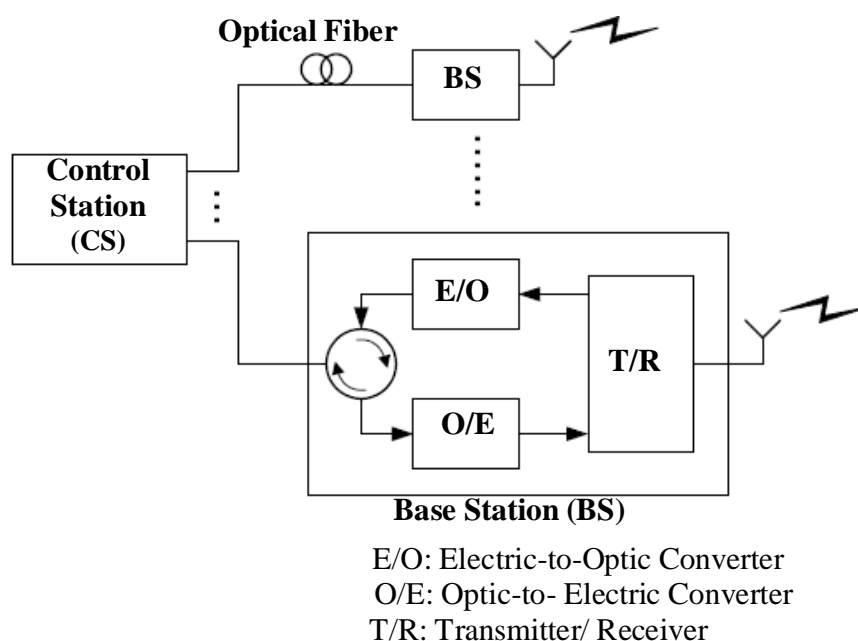 Optical Fiber
BS
Control
Station
(CS)
E/O
T/R
O/E
Base Station (BS)
E/O: Electric-to-Optic Converter
O/E: Optic-to- Electric Converter
T/R: Transmitter/ Receiver